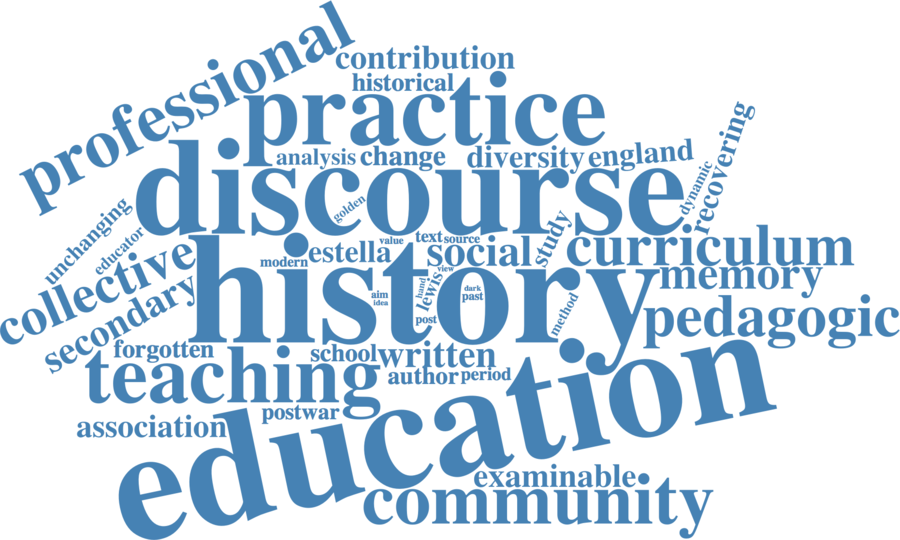 professional
contribution
historical
practice
analysis
change
diversity
england
recovering
dynamic
discourse
golden
unchanging
educator
collective
secondary
history
modern
estella
value
text
source
social
view
study
curriculum
memory
pedagogic
aim
idea
hand
lewis
dark
past
post
method
forgotten
school
written
teaching
author
period
postwar
association
education
examinable
community